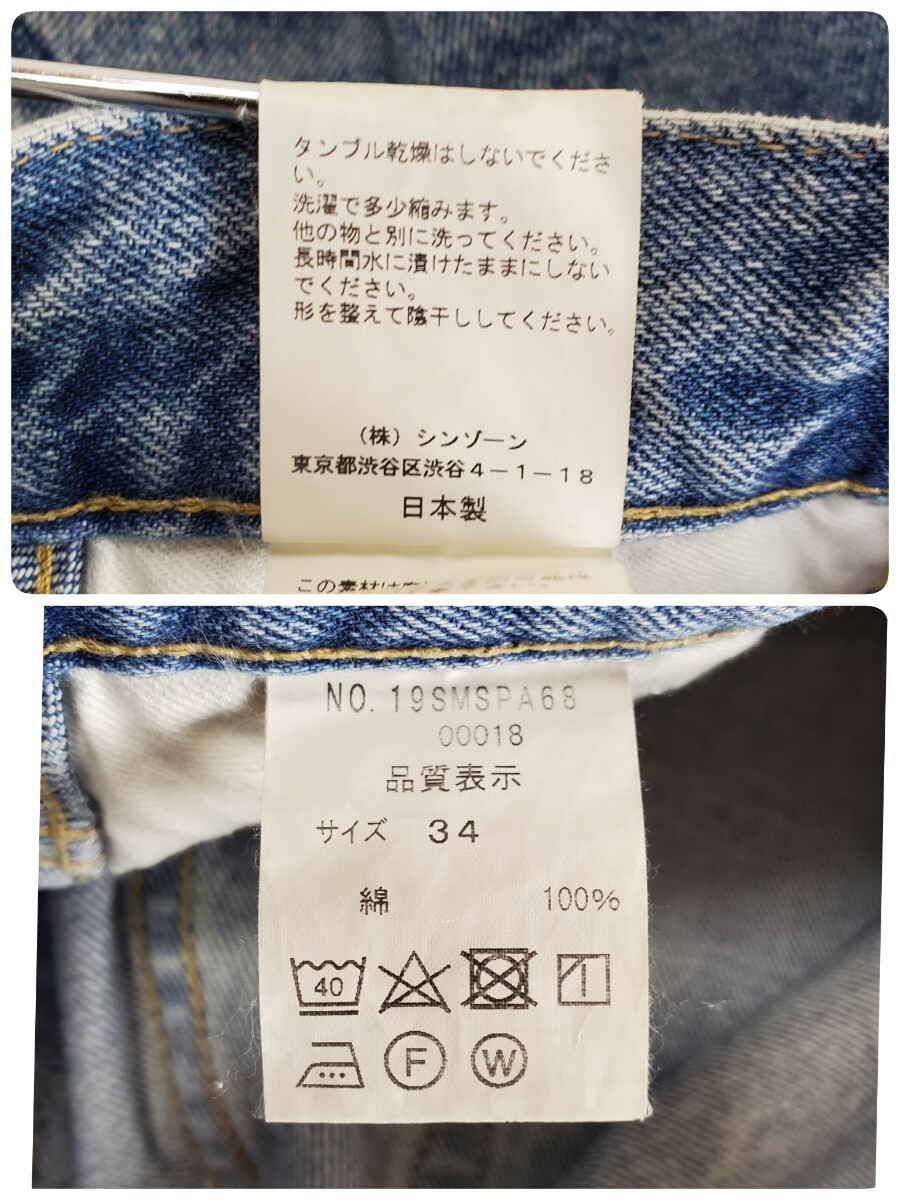 タンブル乾燥はしないでくださ
い。
洗濯で多少縮みます。
他の物と別に洗ってください。
長時間水に漬けたままにしない
でください。
形を整えて陰干ししてください。
（株）シンゾーン
東京都渋谷区渋谷４－１－１８
日本製
この素材は
NO. 19SMSPA68
00018
品質表示
サイズ 34
綿 100%
40
F W